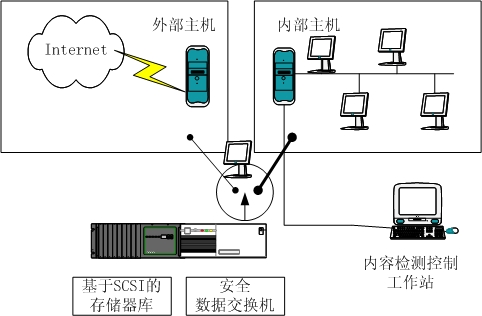 外部主机
内部主机
Internet
内容检测控制
工作站
基于SCSI的
存储器库
安全
数据交换机